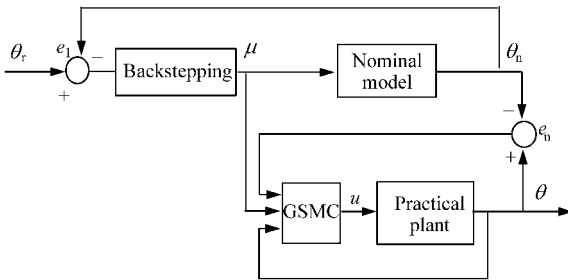 θr
e1
−
+
Backstepping
μ
Nominal
model
θn
−
en
+
GSMC
u
Practical
plant
θ